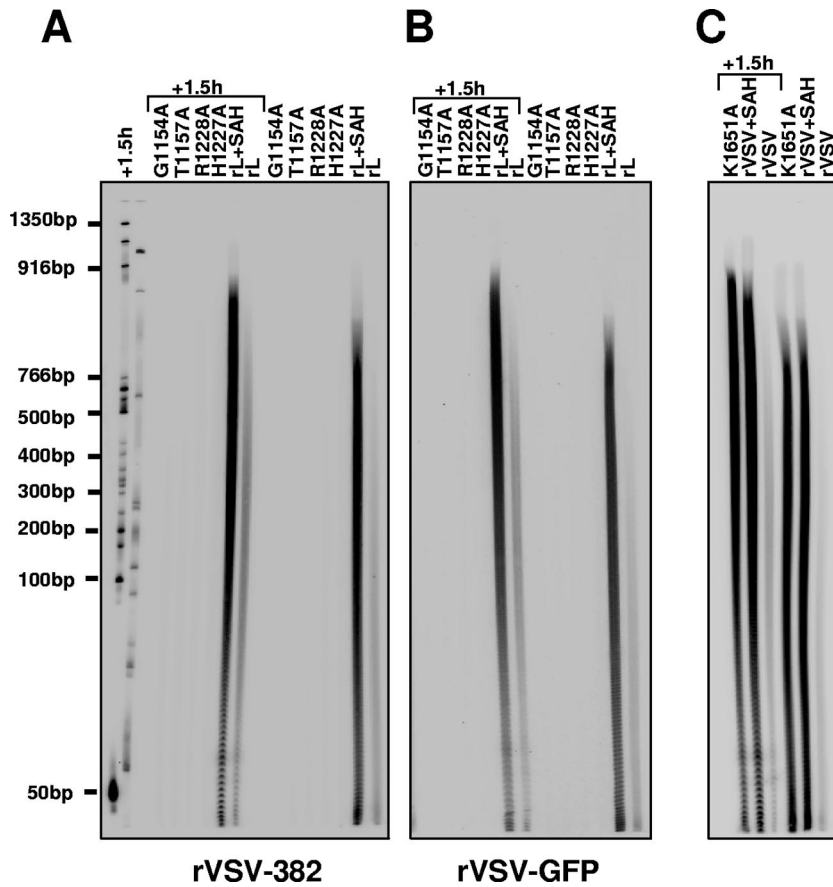 A
B
C
+1.5h
+1.5h
G1154A
T1157A
R1228A
H1227A
rL+SAH
rL
G1154A
T1157A
R1228A
H1227A
rL+SAH
rL
+1.5h
G1154A
T1157A
R1228A
H1227A
rL+SAH
rL
G1154A
T1157A
R1228A
H1227A
rL+SAH
rL
+1.5h
K1651A
rVSV+SAH
rVSV
K1651A
rVSV+SAH
rVSV
1350bp
916bp
766bp
500bp
400bp
300bp
200bp
100bp
50bp
rVSV-382
rVSV-GFP